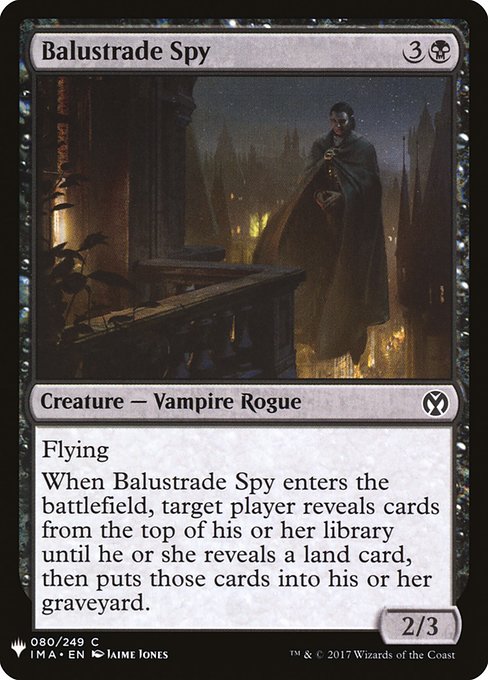 Balustrade Spy 3
Creature — Vampire Rogue
Flying
When Balustrade Spy enters the
battlefield, target player reveals cards
from the top of his or her library
until he or she reveals a land card,
then puts those cards into his or her
graveyard.
2/3
080/249 C
IMA • EN Jaime Jones
™ & © 2017 Wizards of the Coast